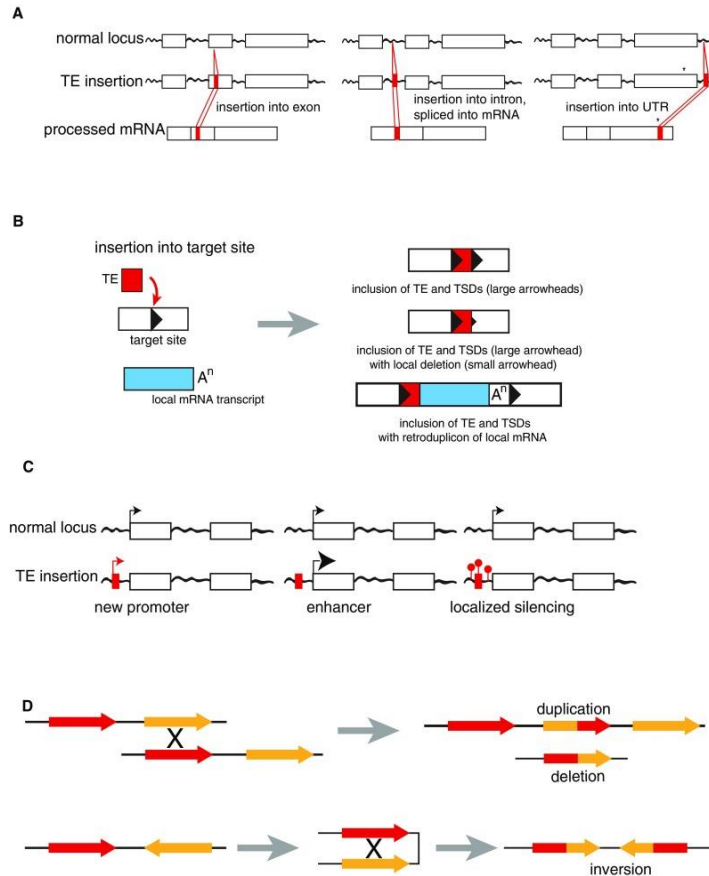 A
normal locus
TE insertion
insertion into exon
insertion into intron,
spliced into mRNA
insertion into UTR
processed mRNA
B
insertion into target site
TE
target site
Aⁿ
local mRNA transcript
inclusion of TE and TSDs (large arrowheads)
inclusion of TE and TSDs (large arrowhead)
with local deletion (small arrowhead)
Aⁿ
inclusion of TE and TSDs
with retroduplicon of local mRNA
C
normal locus
TE insertion
new promoter
enhancer
localized silencing
D
X
duplication
deletion
X
inversion